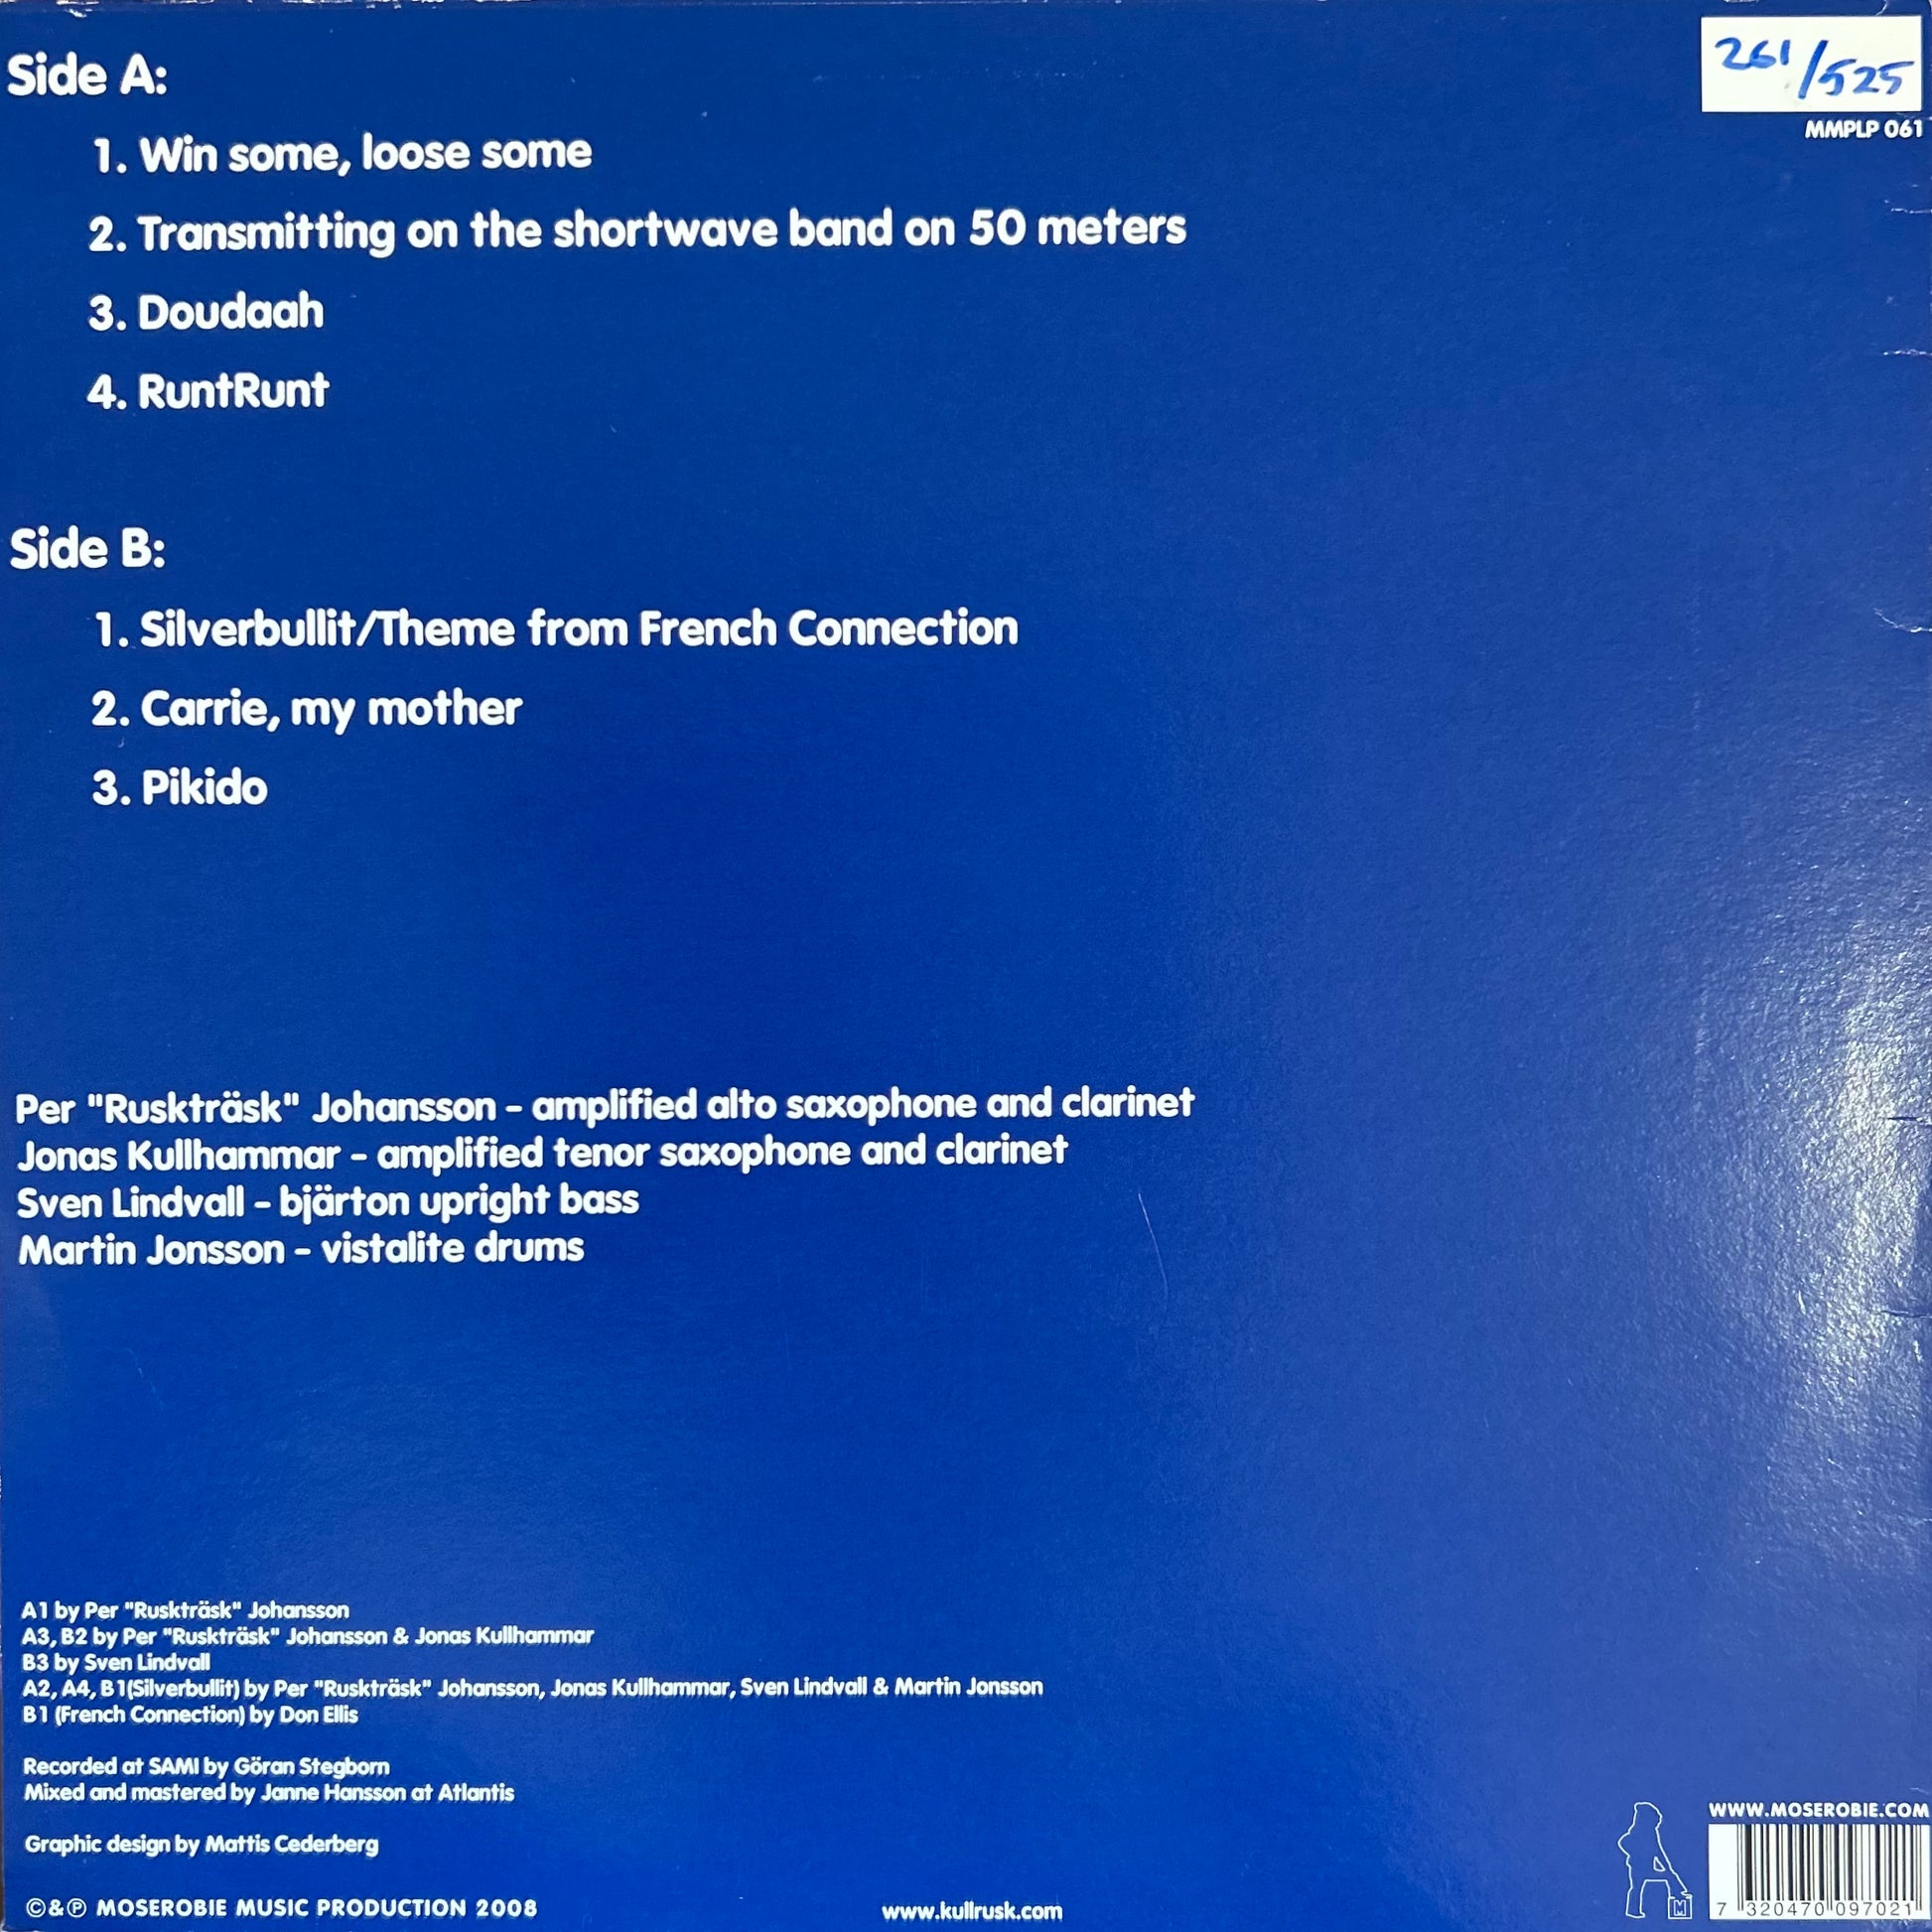 261/525
MMPLP 061
Side A:
1. Win some, loose some
2. Transmitting on the shortwave band on 50 meters
3. Doudaah
4. RuntRunt
Side B:
1. Silverbullit/Theme from French Connection
2. Carrie, my mother
3. Pikido
Per "Ruskträsk" Johansson - amplified alto saxophone and clarinet
Jonas Kullhammar - amplified tenor saxophone and clarinet
Sven Lindvall - bjärton upright bass
Martin Jonsson - vistalite drums
A1 by Per "Ruskträsk" Johansson
A3, B2 by Per "Ruskträsk" Johansson & Jonas Kullhammar
B3 by Sven Lindvall
A2, A4, B1(Silverbullit) by Per "Ruskträsk" Johansson, Jonas Kullhammar, Sven Lindvall & Martin Jonsson
B1 (French Connection) by Don Ellis
Recorded at SAMI by Göran Stegborn
Mixed and mastered by Janne Hansson at Atlantis
Graphic design by Mattis Cederberg
©&℗ MOSEROBIE MUSIC PRODUCTION 2008
www.kullrusk.com
WWW.MOSEROBIE.COM
M
7 320470 097021